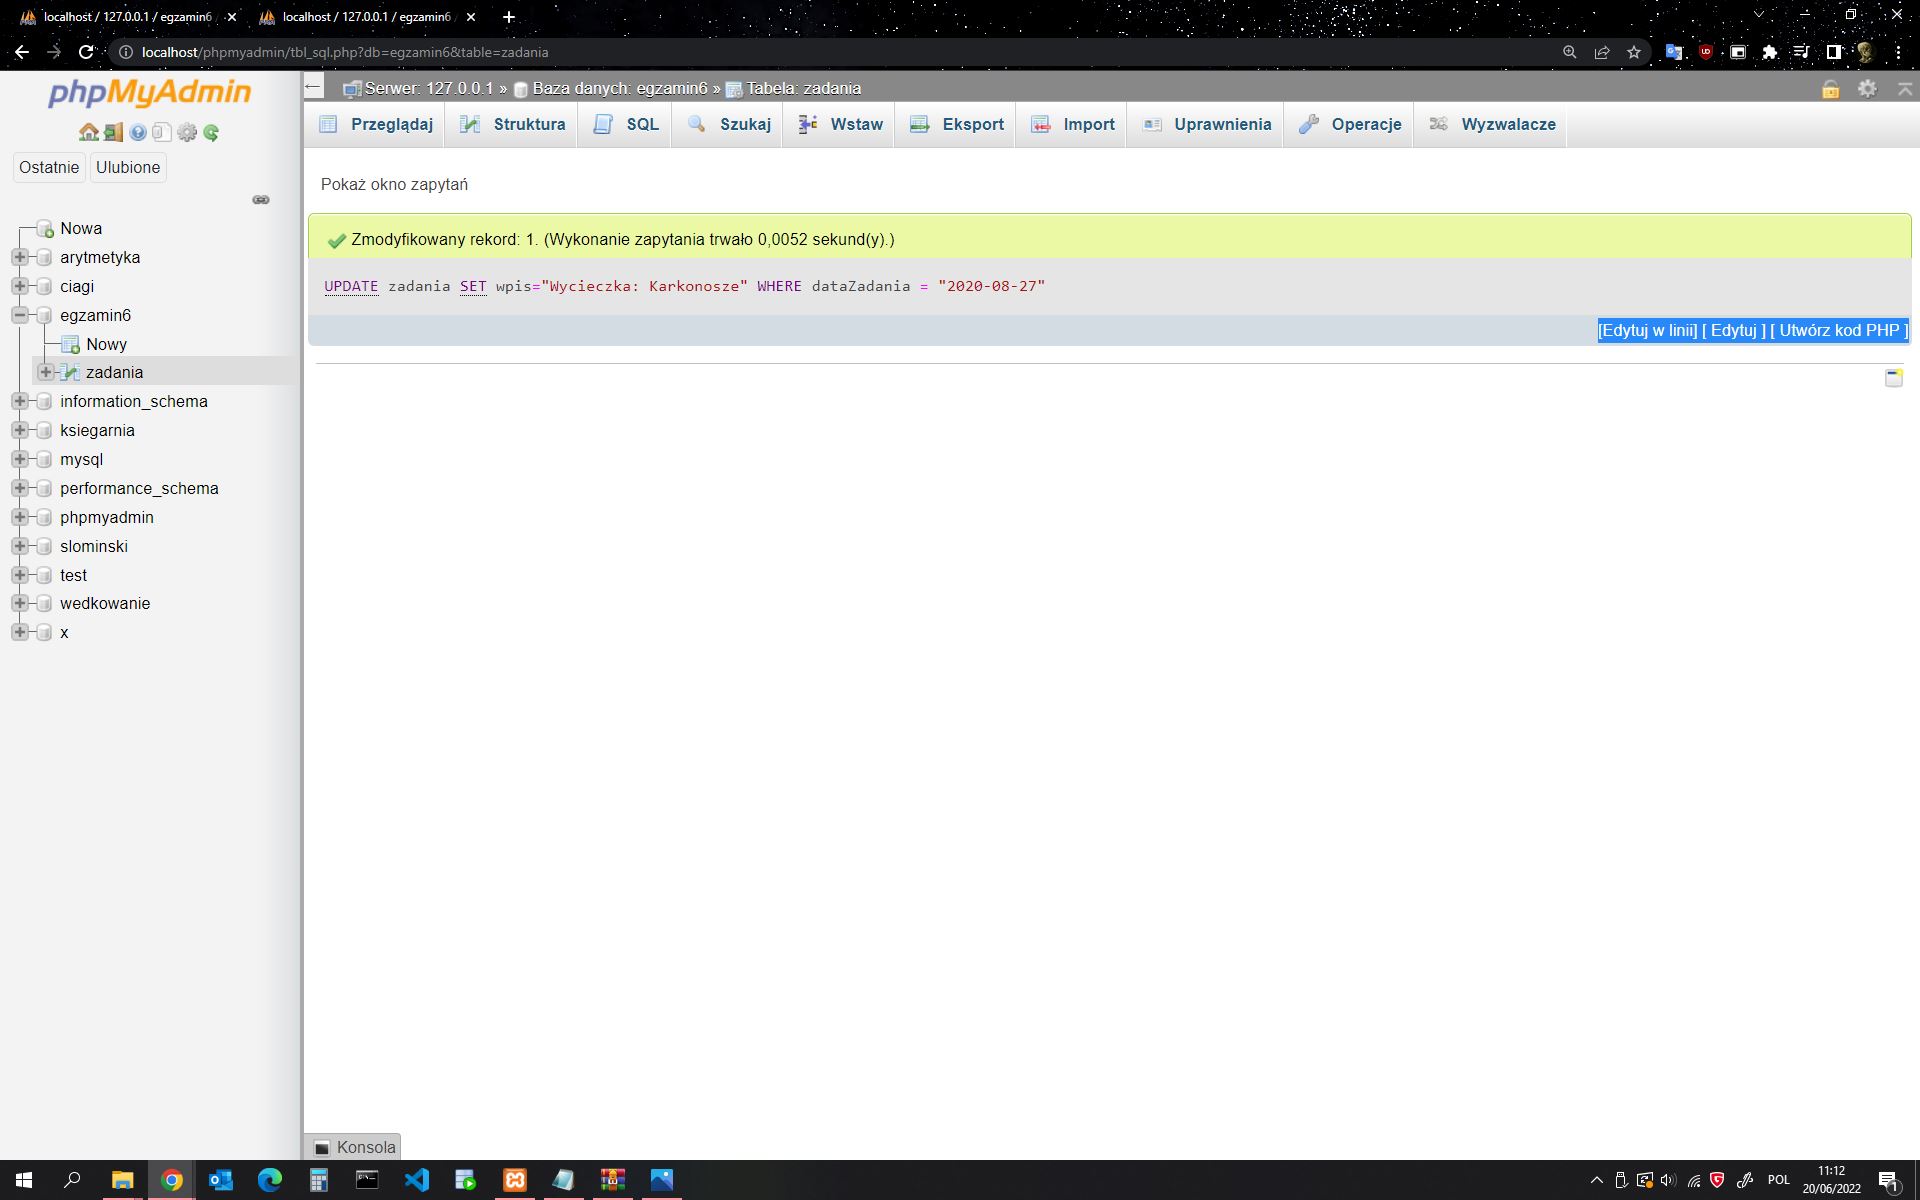 localhost / 127.0.0.1 / egzamin6
localhost / 127.0.0.1 / egzamin6
localhost/phpmyadmin/tbl_sql.php?db=egzamin6&table=zadania
phpMyAdmin
Ostatnie Ulubione
Nowa
arytmetyka
ciagi
egzamin6
Nowy
zadania
information_schema
ksiegarnia
mysql
performance_schema
phpmyadmin
slominski
test
wedkowanie
x
Serwer: 127.0.0.1 » Baza danych: egzamin6 » Tabela: zadania
Przeglądaj Struktura SQL Szukaj Wstaw Eksport Import Uprawnienia Operacje Wyzwalacze
Pokaż okno zapytań
Zmodyfikowany rekord: 1. (Wykonanie zapytania trwało 0,0052 sekund(y).)
UPDATE zadania SET wpis="Wycieczka: Karkonosze" WHERE dataZadania = "2020-08-27"
[Edytuj w linii] [ Edytuj ] [ Utwórz kod PHP ]
Konsola
POL
11:12
20/06/2022
1